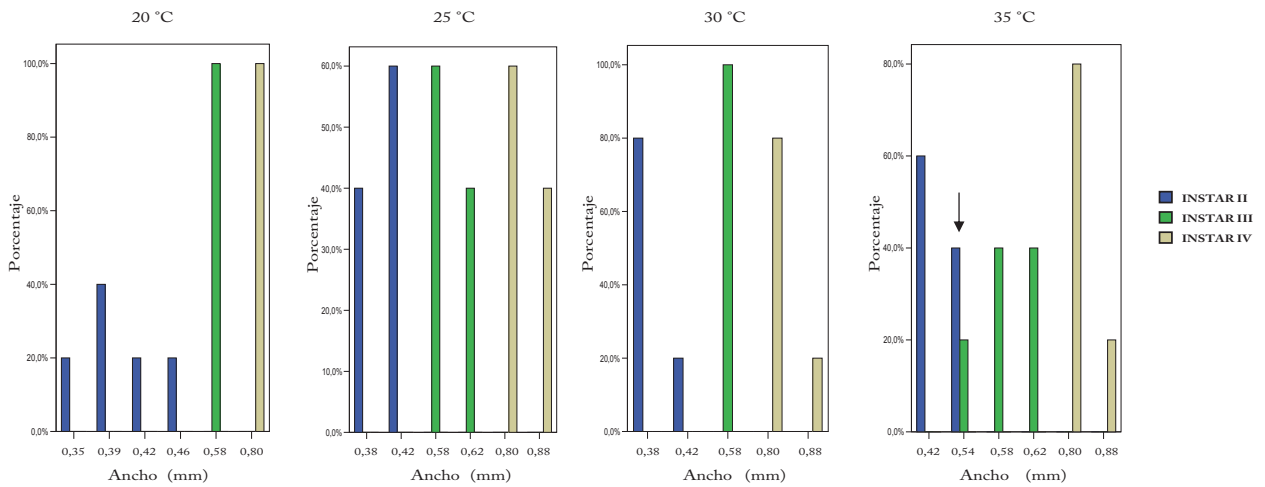 20 °C
Porcentaje
100,0%
80,0%
60,0%
40,0%
20,0%
0,0%
0,35 0,39 0,42 0,46 0,58 0,80
Ancho (mm)
25 °C
Porcentaje
60,0%
50,0%
40,0%
30,0%
20,0%
10,0%
0,0%
0,38 0,42 0,58 0,62 0,80 0,88
Ancho (mm)
30 °C
Porcentaje
100,0%
80,0%
60,0%
40,0%
20,0%
0,0%
0,38 0,42 0,58 0,80 0,88
Ancho (mm)
35 °C
Porcentaje
80,0%
60,0%
40,0%
20,0%
0,0%
0,42 0,54 0,58 0,62 0,80 0,88
Ancho (mm)
INSTAR II
INSTAR III
INSTAR IV